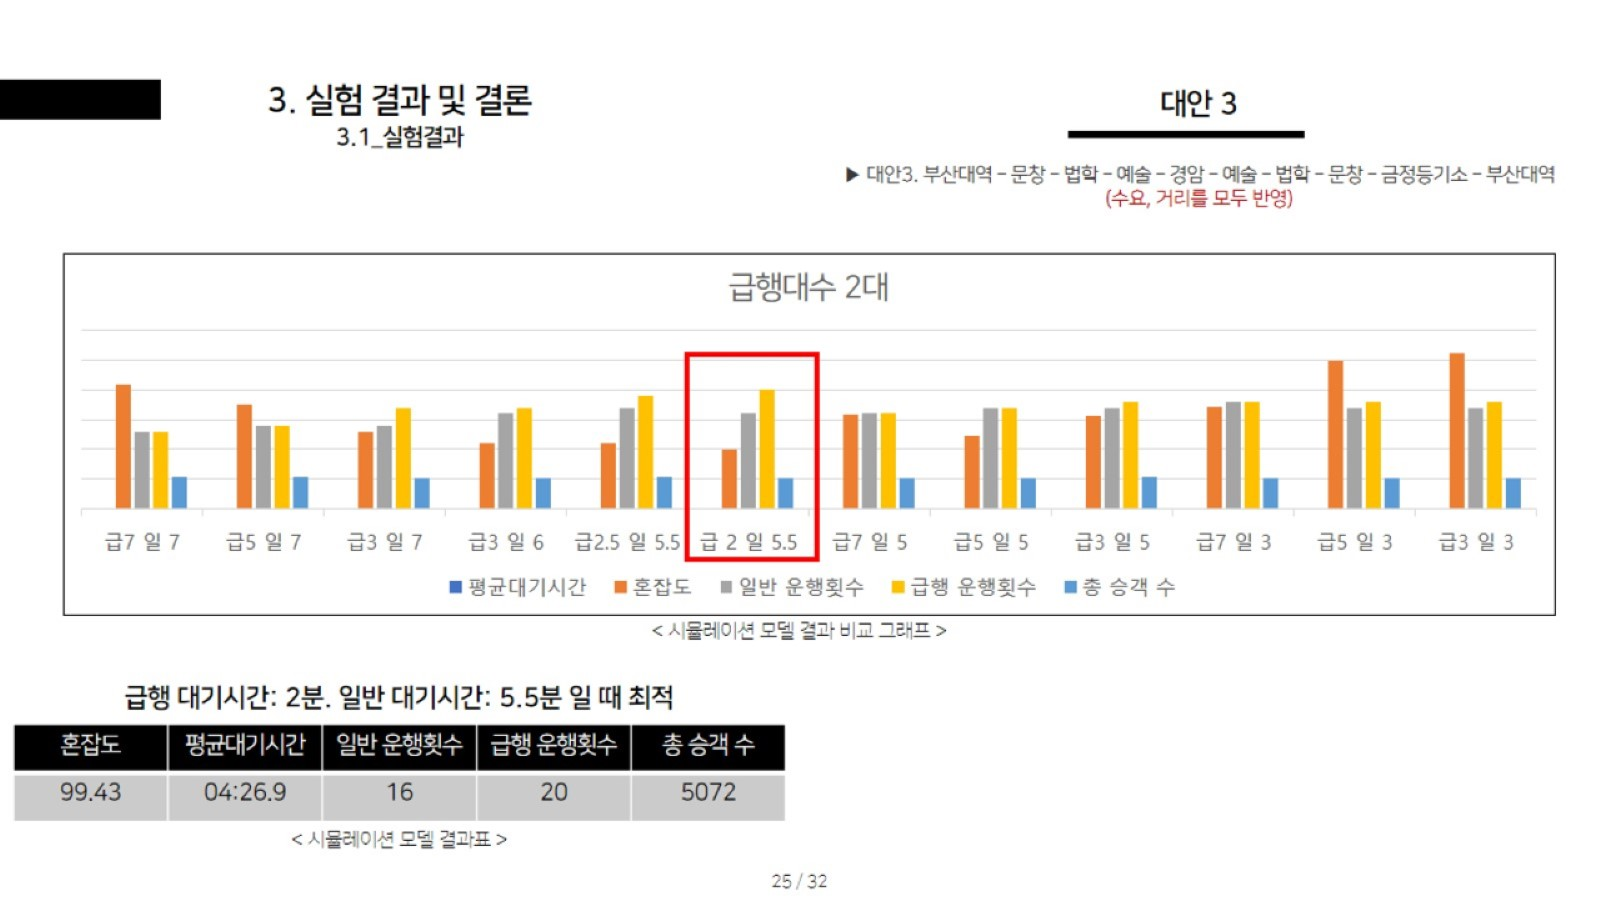 3. 실험 결과 및 결론
3.1_실험결과
대안 3
▶ 대안3. 부산대역 – 문창 – 법학 – 예술 – 경암 – 예술 – 법학 – 문창 – 금정등기소 – 부산대역
(수요, 거리를 모두 반영)
급행대수 2대
급7 일 7 급5 일 7 급3 일 7 급3 일 6 급2.5 일 5.5 급 2 일 5.5 급7 일 5 급5 일 5 급3 일 5 급7 일 3 급5 일 3 급3 일 3
평균대기시간 혼잡도 일반 운행횟수 급행 운행횟수 총 승객 수
< 시뮬레이션 모델 결과 비교 그래프 >
급행 대기시간: 2분. 일반 대기시간: 5.5분 일 때 최적
혼잡도 평균대기시간 일반 운행횟수 급행 운행횟수 총 승객 수
99.43 04:26.9 16 20 5072
< 시뮬레이션 모델 결과표 >
25 / 32